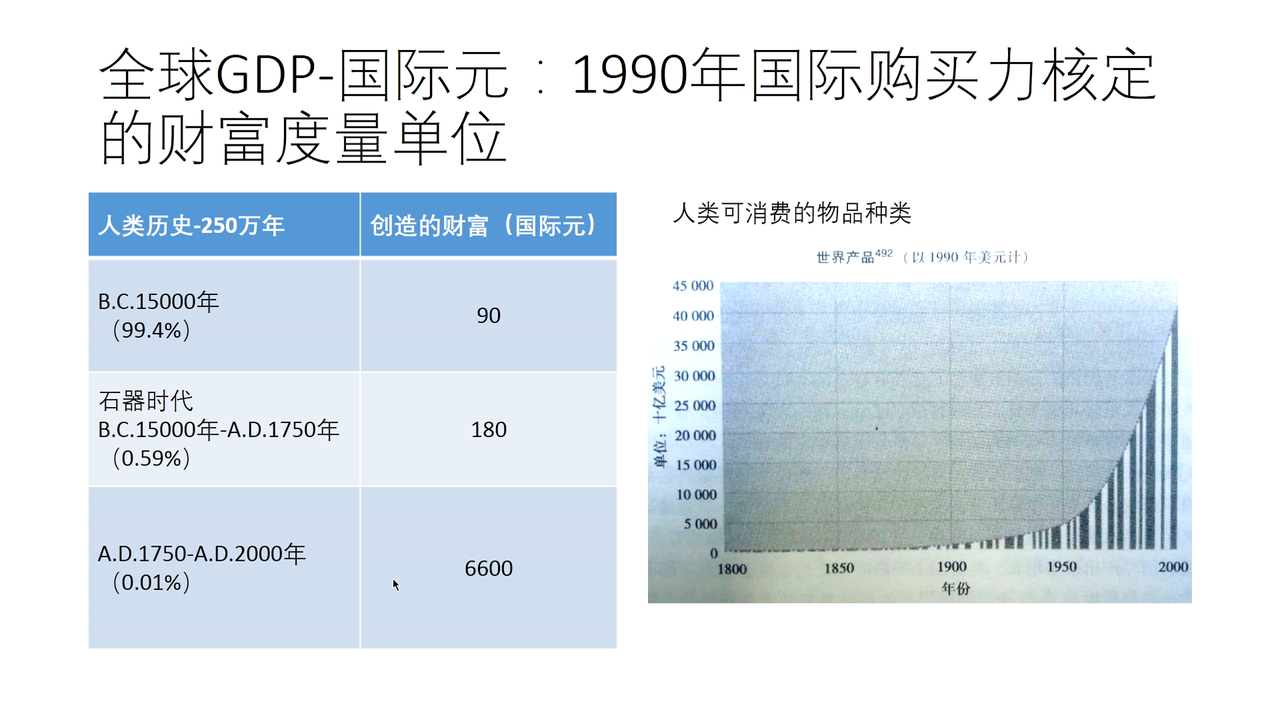 全球GDP-国际元：1990年国际购买力核定
的财富度量单位
人类历史-250万年
创造的财富（国际元）
B.C.15000年
（99.4%）
90
石器时代
B.C.15000年-A.D.1750年
（0.59%）
180
A.D.1750-A.D.2000年
（0.01%）
6600
人类可消费的物品种类
世界产品492（以1990年美元计）
单位：十亿美元
45 000
40 000
35 000
30 000
25 000
20 000
15 000
10 000
5 000
0
1800
1850
1900
1950
2000
年份